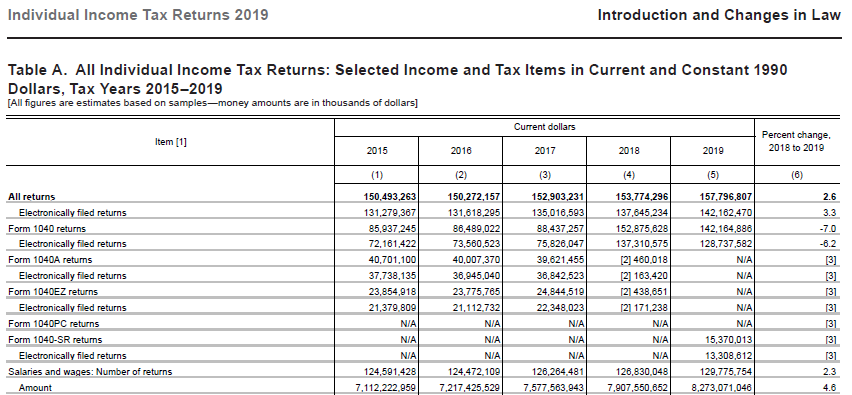 Individual Income Tax Returns 2019 Introduction and Changes in Law
Table A. All Individual Income Tax Returns: Selected Income and Tax Items in Current and Constant 1990
Dollars, Tax Years 2015–2019
[All figures are estimates based on samples—money amounts are in thousands of dollars]
Item [1] Current dollars Percent change, 2018 to 2019
2015 2016 2017 2018 2019
(1) (2) (3) (4) (5) (6)
All returns 150,493,263 150,272,157 152,903,231 153,774,296 157,796,807 2.6
Electronically filed returns 131,279,367 131,618,295 135,016,593 137,645,234 142,162,470 3.3
Form 1040 returns 85,937,245 86,489,022 88,437,257 152,875,628 142,164,886 -7.0
Electronically filed returns 72,161,422 73,560,523 75,826,047 137,310,575 128,737,582 -6.2
Form 1040A returns 40,701,100 40,007,370 39,621,455 [2] 460,018 N/A [3]
Electronically filed returns 37,738,135 36,945,040 36,842,523 [2] 163,420 N/A [3]
Form 1040EZ returns 23,854,918 23,775,765 24,844,519 [2] 438,651 N/A [3]
Electronically filed returns 21,379,809 21,112,732 22,348,023 [2] 171,238 N/A [3]
Form 1040PC returns N/A N/A N/A N/A N/A [3]
Form 1040-SR returns N/A N/A N/A N/A 15,370,013 [3]
Electronically filed returns N/A N/A N/A N/A 13,308,612 [3]
Salaries and wages: Number of returns 124,591,428 124,472,109 126,264,481 126,830,048 129,775,754 2.3
Amount 7,112,222,959 7,217,425,529 7,577,563,943 7,907,550,652 8,273,071,046 4.6